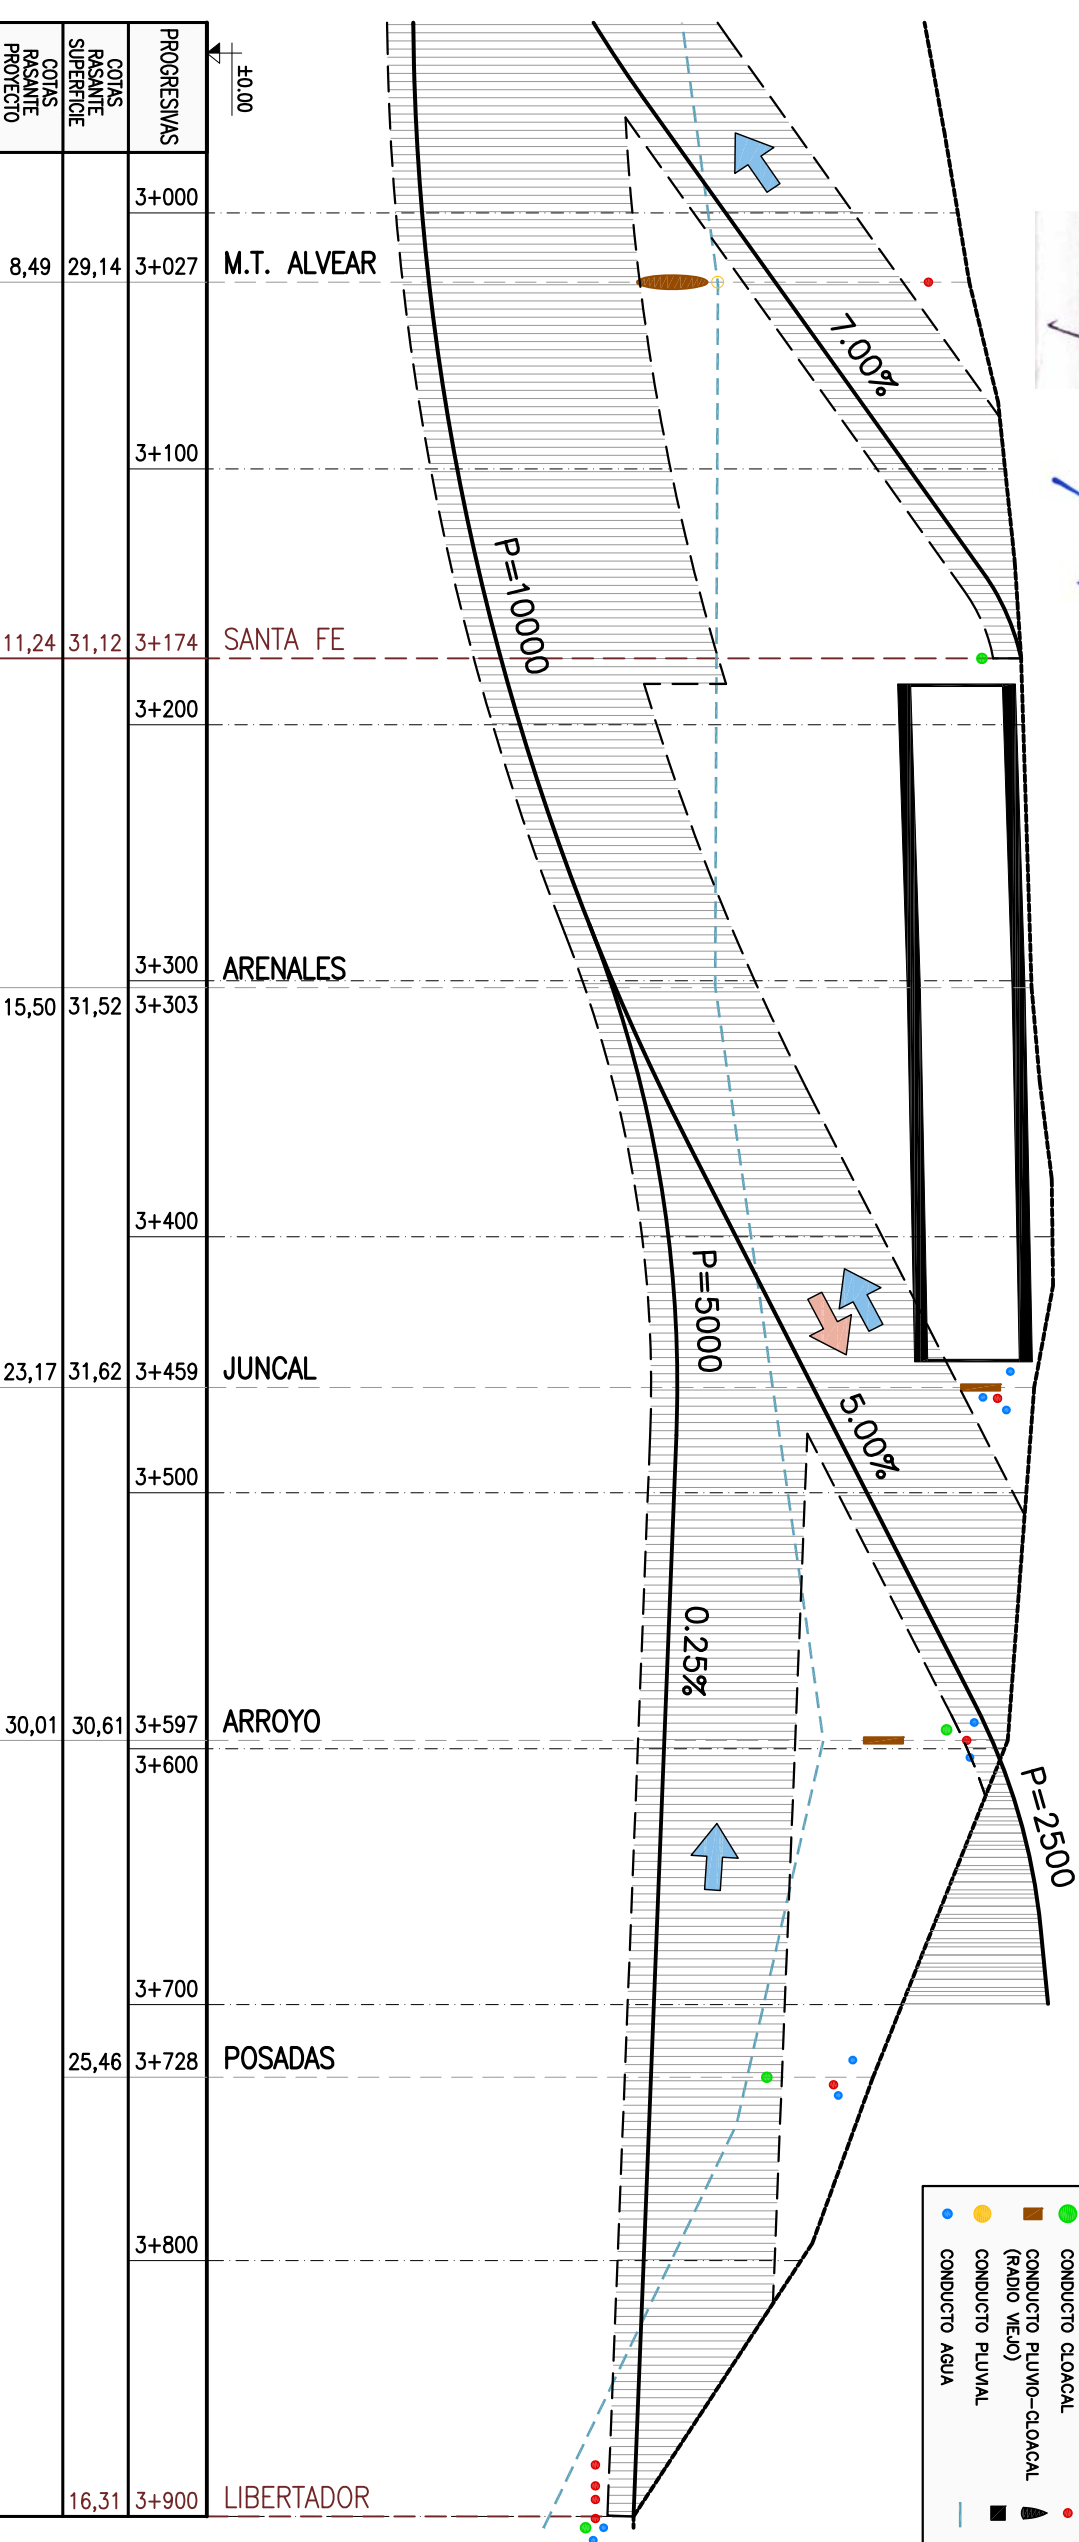 ±0.00
PROGRESIVAS
COTAS
RASANTE
SUPERFICIE
COTAS
RASANTE
PROYECTO
3+000
M.T. ALVEAR
3+027
29,14
8,49
3+100
SANTA FE
3+174
31,12
11,24
3+200
ARENALES
3+300
3+303
31,52
15,50
3+400
JUNCAL
3+459
31,62
23,17
3+500
ARROYO
3+597
30,61
30,01
3+600
3+700
POSADAS
3+728
25,46
3+800
LIBERTADOR
3+900
16,31
7.00%
P=10000
P=5000
5.00%
0.25%
P=2500
CONDUCTO CLOACAL
CONDUCTO PLUVIO-CLOACAL
(RADIO VIEJO)
CONDUCTO PLUVIAL
CONDUCTO AGUA